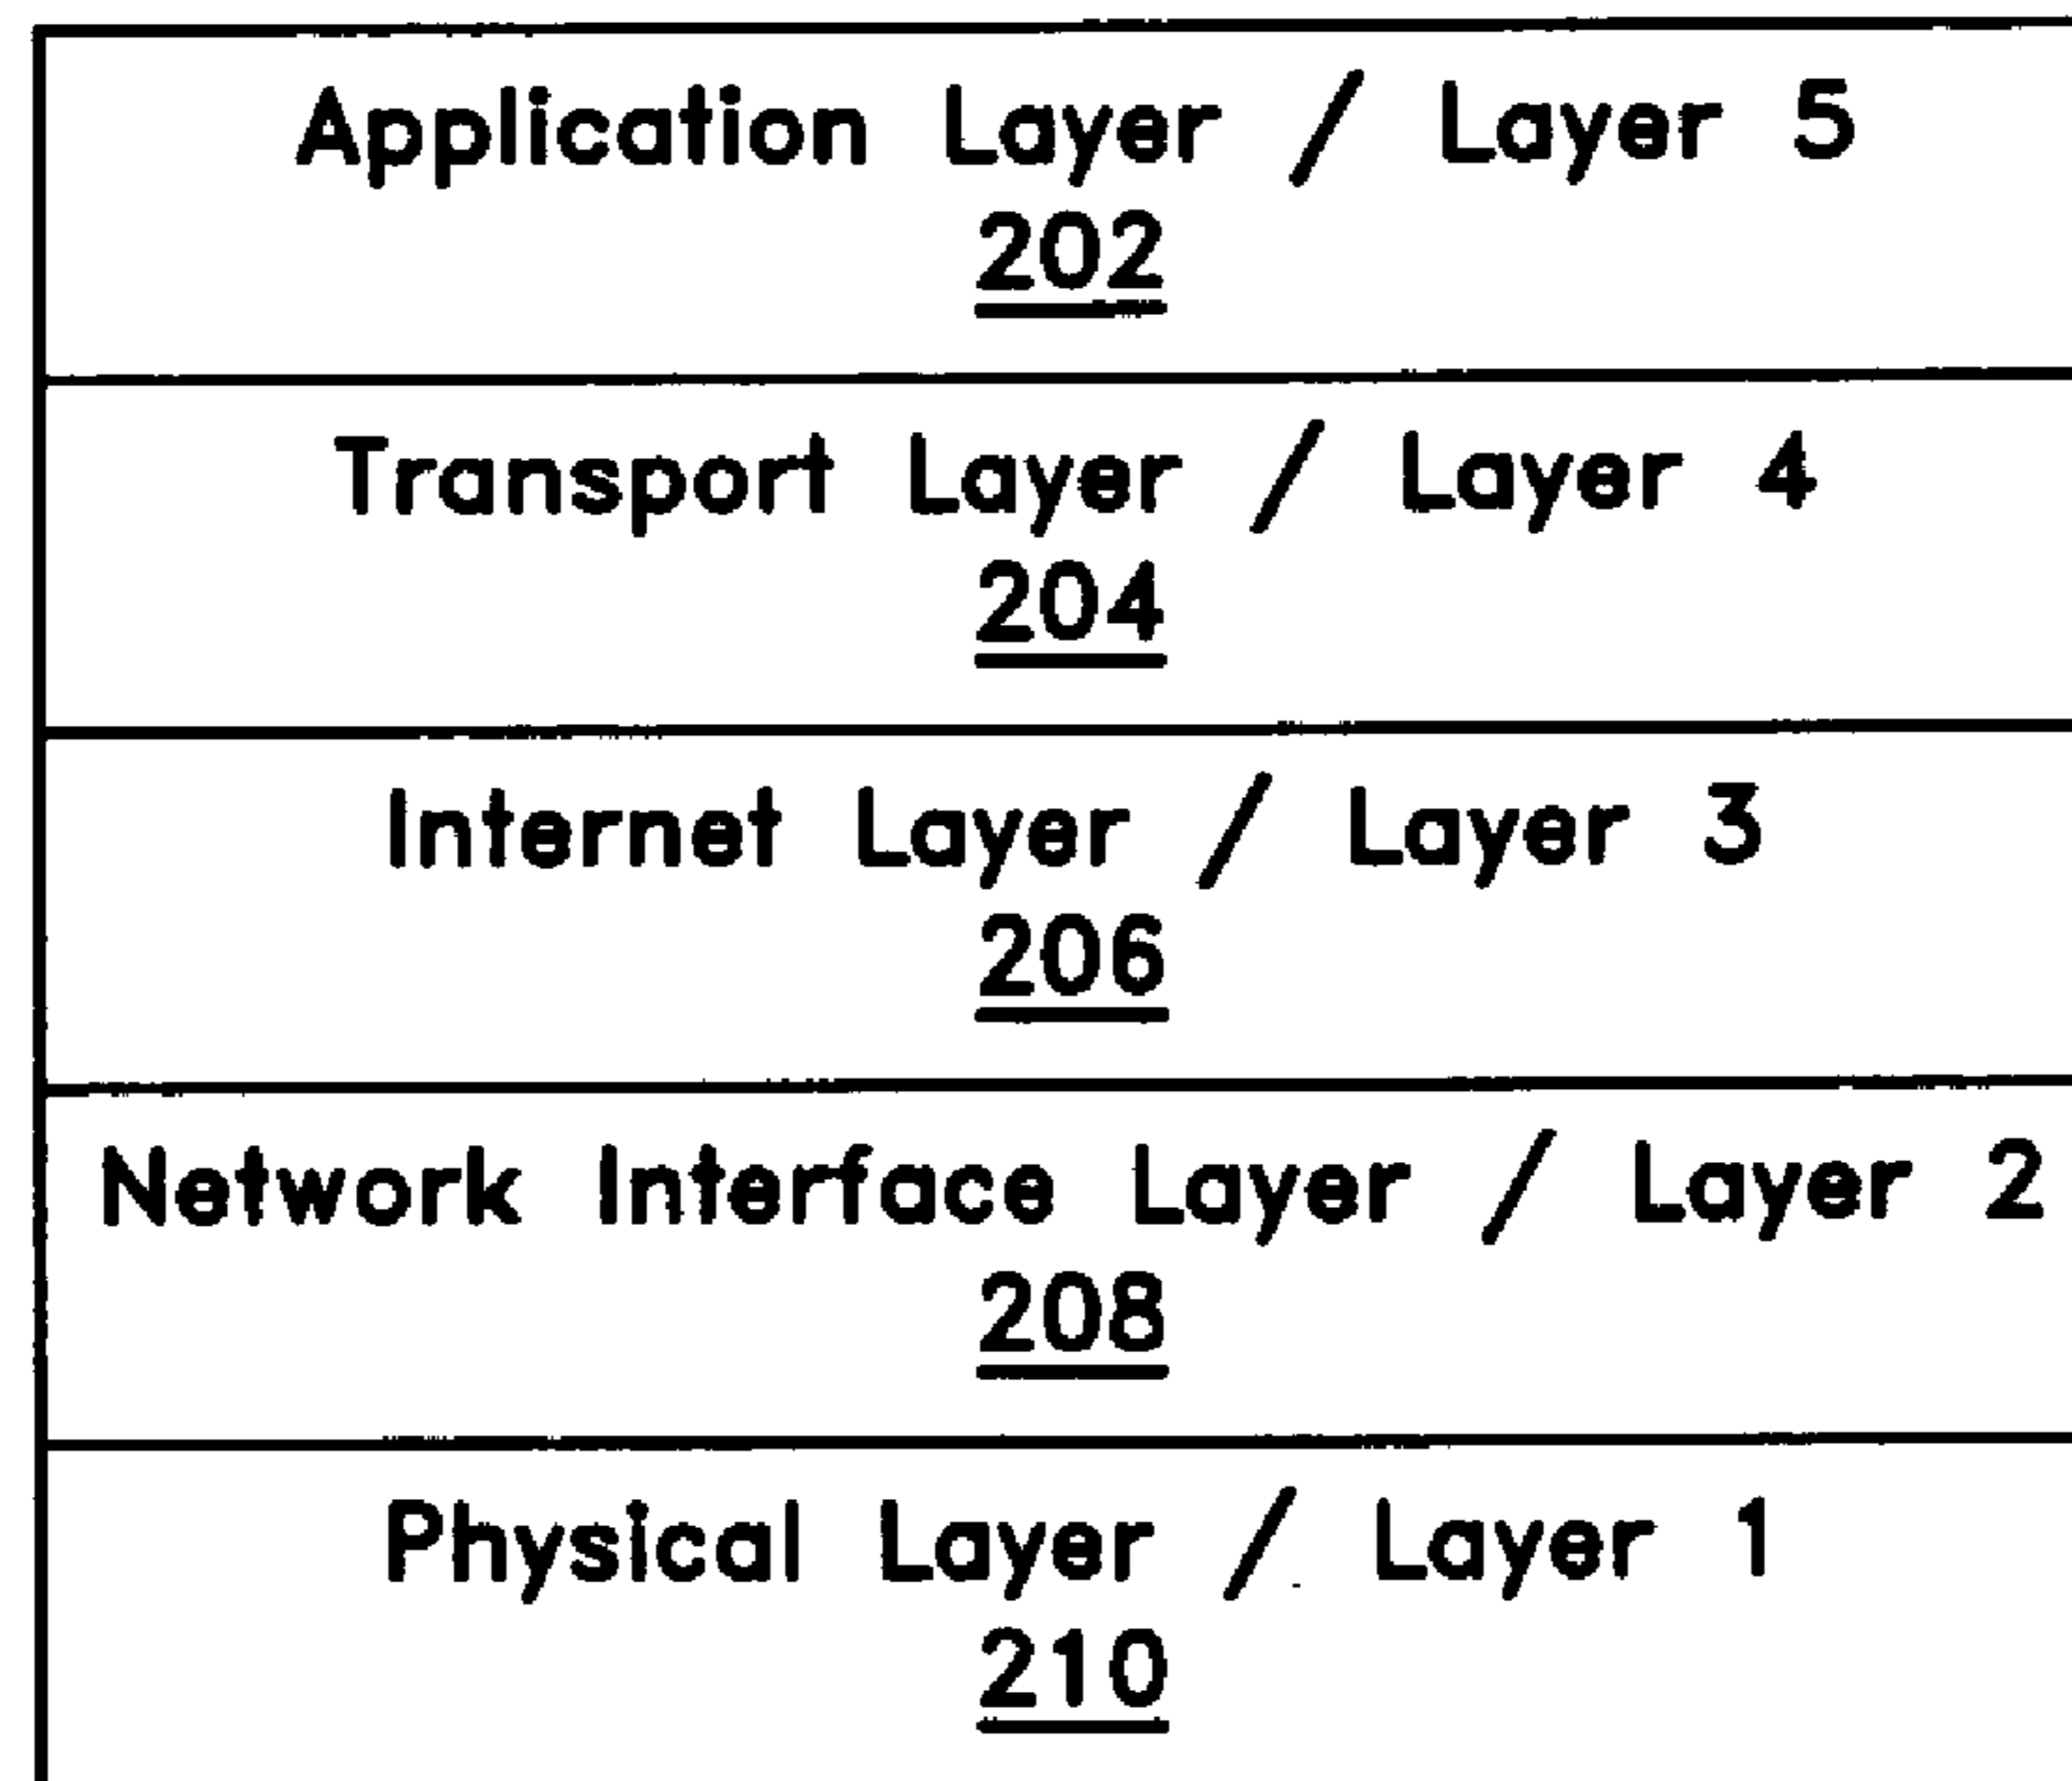 Application Layer / Layer 5
202
Transport Layer / Layer 4
204
Internet Layer / Layer 3
206
Network Interface Layer / Layer 2
208
Physical Layer / Layer 1
210